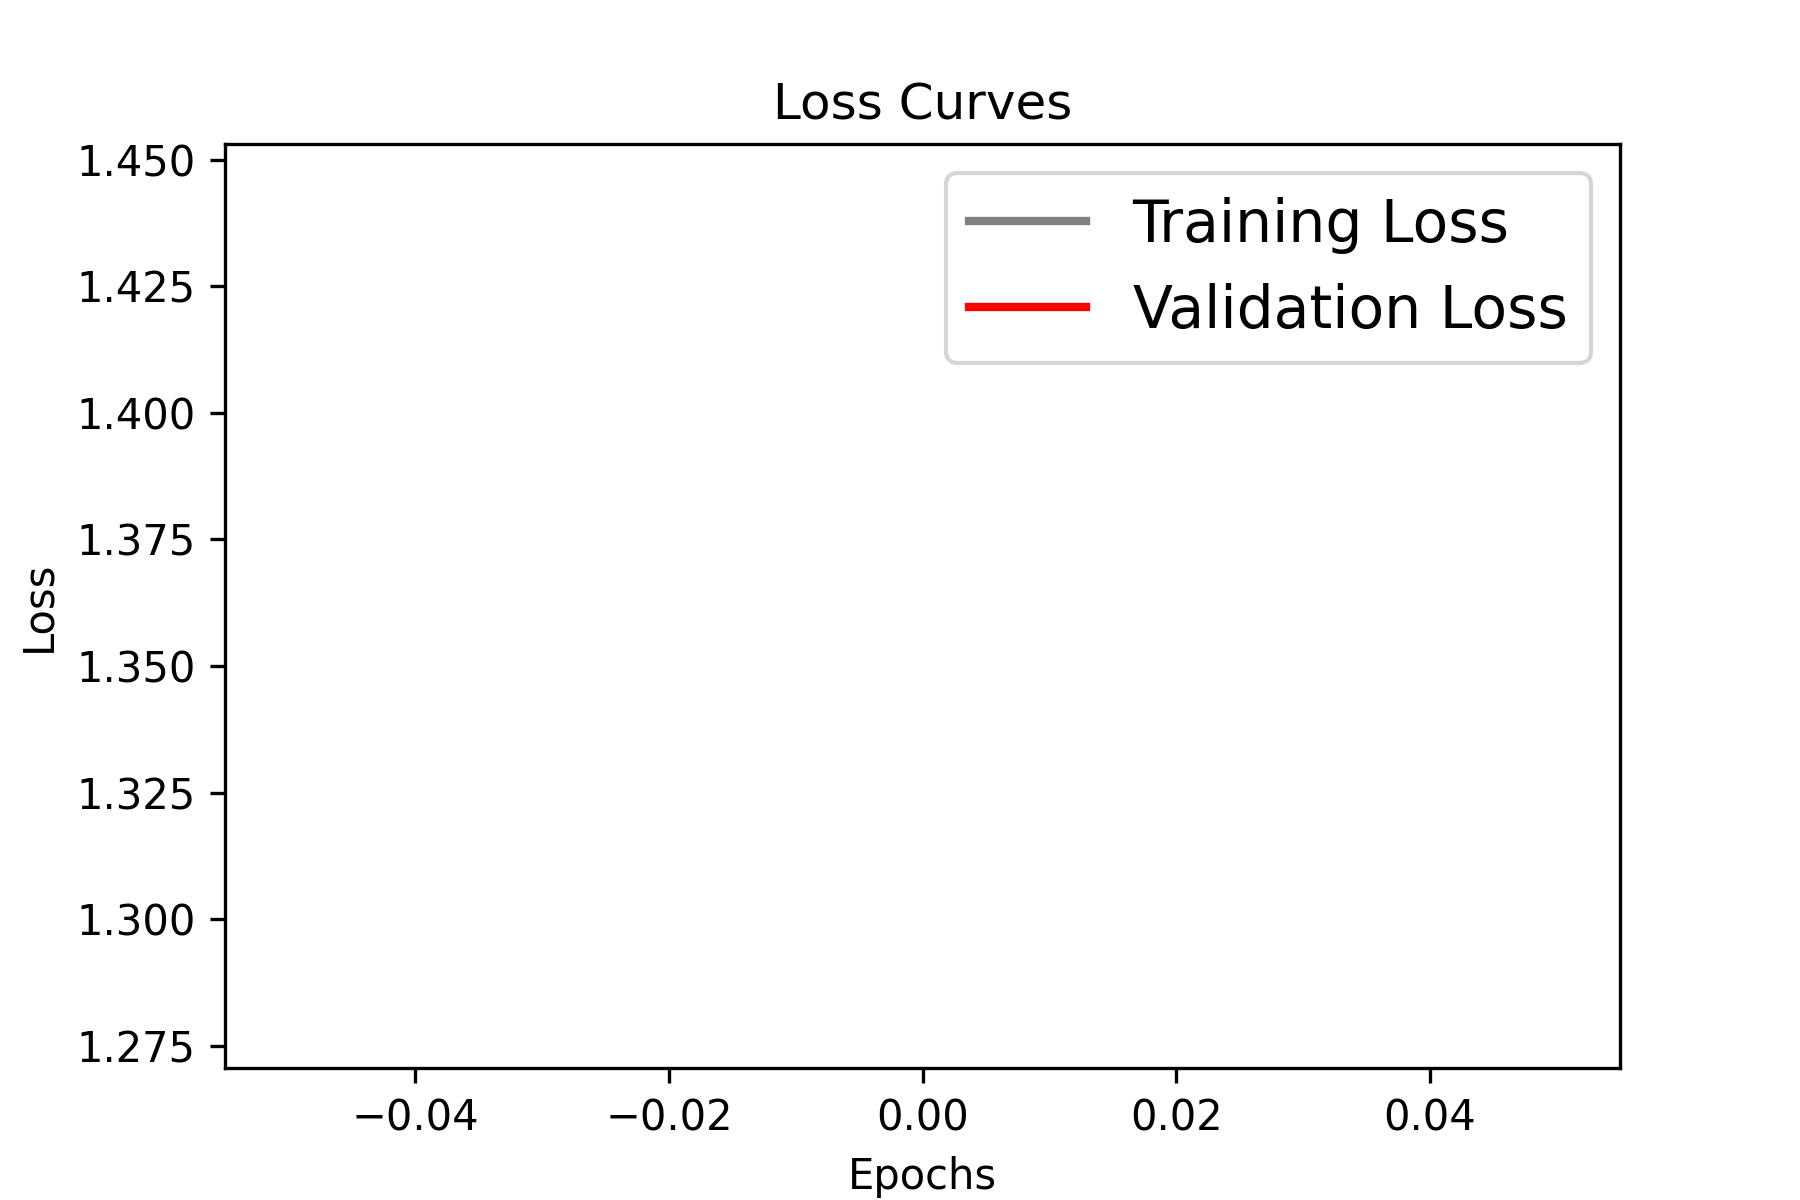 Loss Curves
Training Loss
Validation Loss
1.450
1.425
1.400
1.375
1.350
1.325
1.300
1.275
Loss
−0.04
−0.02
0.00
0.02
0.04
Epochs